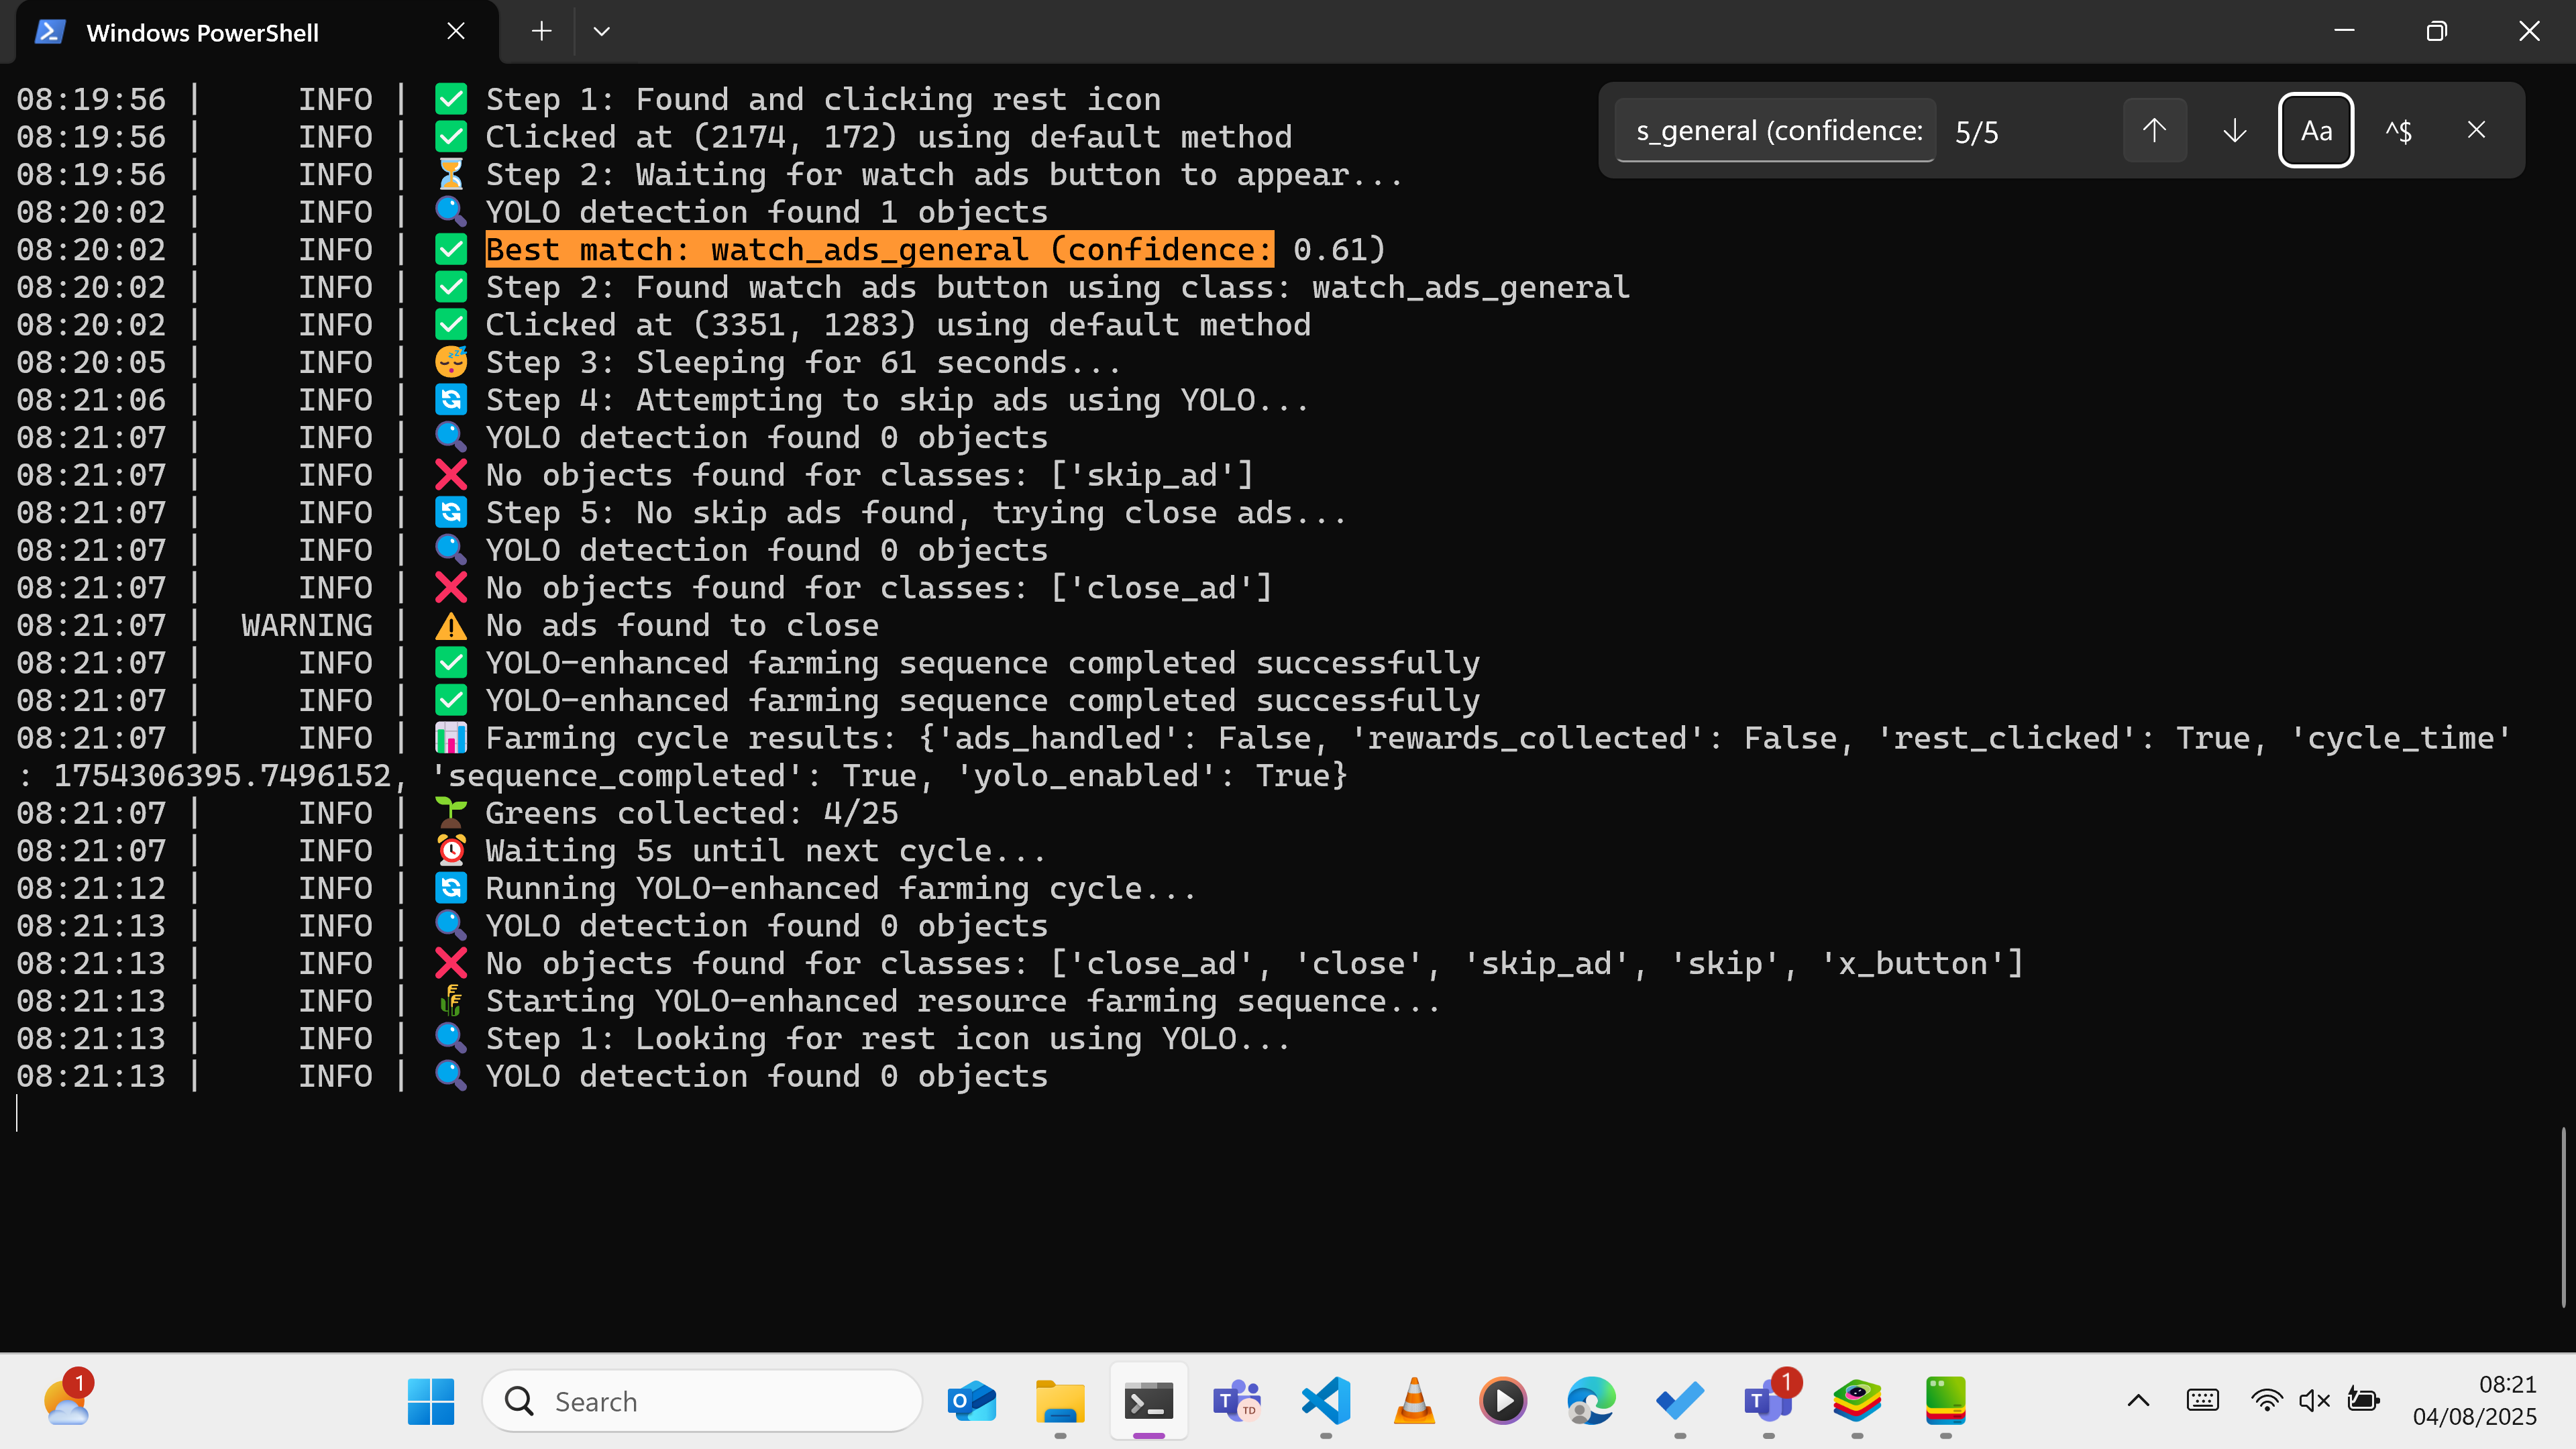 Windows PowerShell
s_general (confidence: 5/5 Aa ^$
08:19:56 | INFO | ✅ Step 1: Found and clicking rest icon
08:19:56 | INFO | ✅ Clicked at (2174, 172) using default method
08:19:56 | INFO | ⏳ Step 2: Waiting for watch ads button to appear...
08:20:02 | INFO | 🔍 YOLO detection found 1 objects
08:20:02 | INFO | ✅ Best match: watch_ads_general (confidence: 0.61)
08:20:02 | INFO | ✅ Step 2: Found watch ads button using class: watch_ads_general
08:20:02 | INFO | ✅ Clicked at (3351, 1283) using default method
08:20:05 | INFO | 😴 Step 3: Sleeping for 61 seconds...
08:21:06 | INFO | 🔄 Step 4: Attempting to skip ads using YOLO...
08:21:07 | INFO | 🔍 YOLO detection found 0 objects
08:21:07 | INFO | ❌ No objects found for classes: ['skip_ad']
08:21:07 | INFO | 🔄 Step 5: No skip ads found, trying close ads...
08:21:07 | INFO | 🔍 YOLO detection found 0 objects
08:21:07 | INFO | ❌ No objects found for classes: ['close_ad']
08:21:07 | WARNING | ⚠️ No ads found to close
08:21:07 | INFO | ✅ YOLO-enhanced farming sequence completed successfully
08:21:07 | INFO | ✅ YOLO-enhanced farming sequence completed successfully
08:21:07 | INFO | 📊 Farming cycle results: {'ads_handled': False, 'rewards_collected': False, 'rest_clicked': True, 'cycle_time'
: 1754306395.7496152, 'sequence_completed': True, 'yolo_enabled': True}
08:21:07 | INFO | 🌱 Greens collected: 4/25
08:21:07 | INFO | ⏰ Waiting 5s until next cycle...
08:21:12 | INFO | 🔄 Running YOLO-enhanced farming cycle...
08:21:13 | INFO | 🔍 YOLO detection found 0 objects
08:21:13 | INFO | ❌ No objects found for classes: ['close_ad', 'close', 'skip_ad', 'skip', 'x_button']
08:21:13 | INFO | 🌾 Starting YOLO-enhanced resource farming sequence...
08:21:13 | INFO | 🔍 Step 1: Looking for rest icon using YOLO...
08:21:13 | INFO | 🔍 YOLO detection found 0 objects
1
Search
O
T
TD
T
1
08:21
04/08/2025